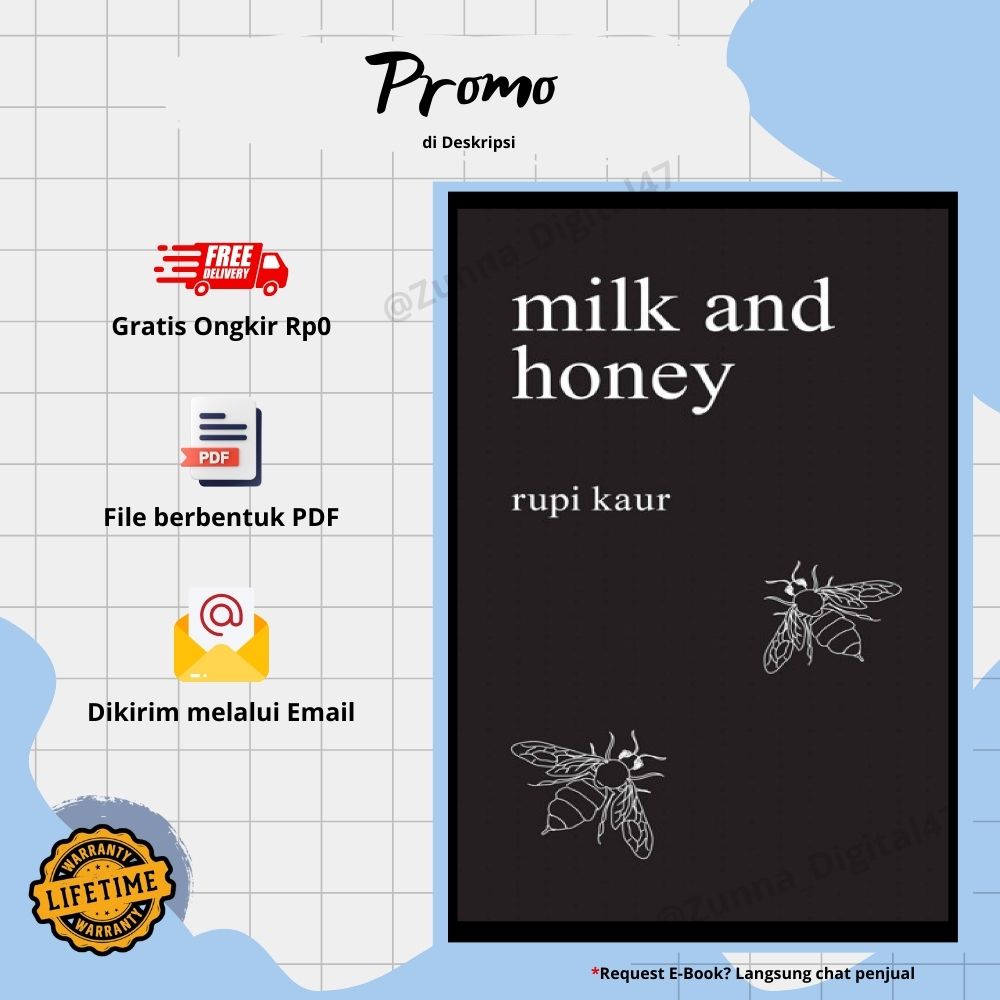 Promo
di Deskripsi
@Zunna_Digital47
FREE
DELIVERY
Gratis Ongkir Rp0
PDF
File berbentuk PDF
@
Dikirim melalui Email
milk and
honey
rupi kaur
@Zunna_Digital47
WARRANTY
LIFETIME
WARRANTY
*Request E-Book? Langsung chat penjual